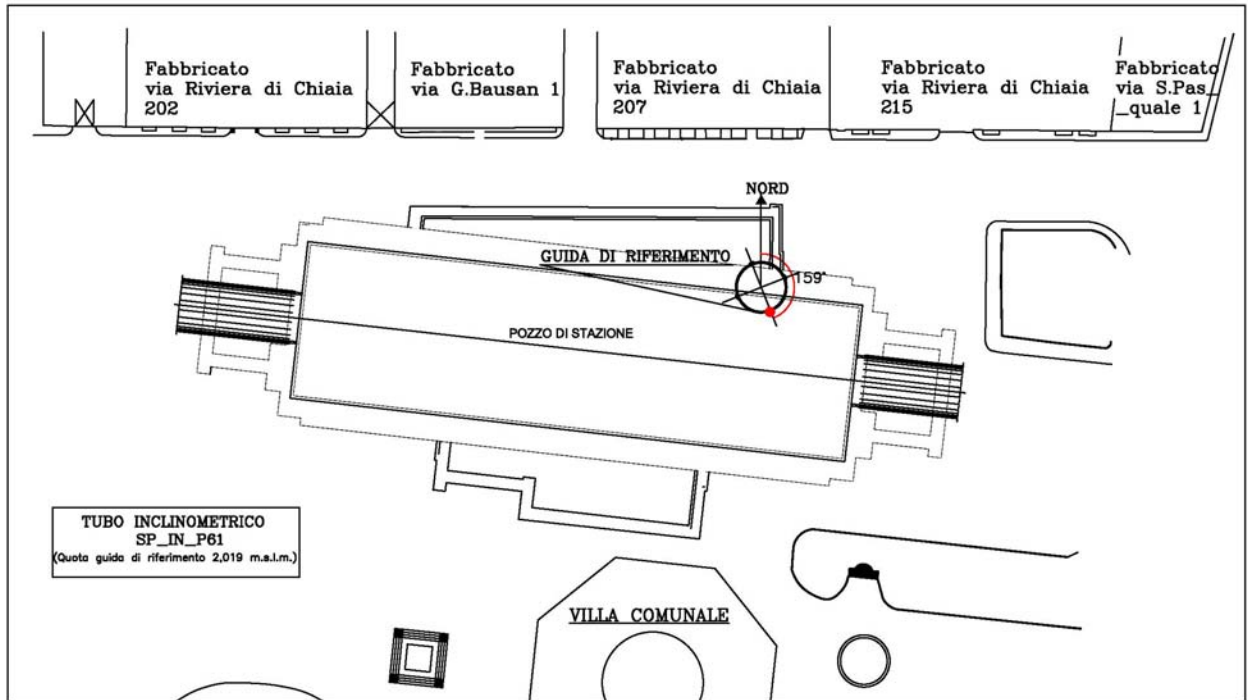 Fabbricato
via Riviera di Chiaia
202
Fabbricato
via G.Bausan 1
Fabbricato
via Riviera di Chiaia
207
Fabbricato
via Riviera di Chiaia
215
Fabbricato
via S.Pas_
_quale 1
NORD
GUIDA DI RIFERIMENTO
159°
POZZO DI STAZIONE
TUBO INCLINOMETRICO
SP_IN_P61
(Quota guida di riferimento 2,019 m.s.l.m.)
VILLA COMUNALE